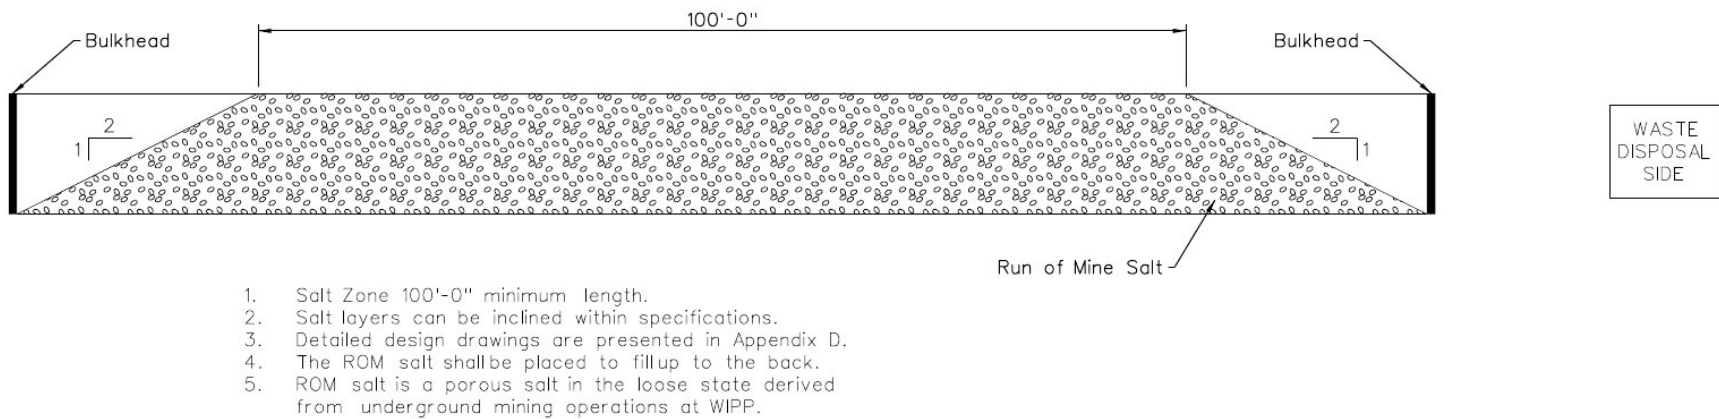 100'-0"
Bulkhead
Bulkhead
2
1
2
1
WASTE
DISPOSAL
SIDE
Run of Mine Salt
1. Salt Zone 100'-0" minimum length.
2. Salt layers can be inclined within specifications.
3. Detailed design drawings are presented in Appendix D.
4. The ROM salt shall be placed to fill up to the back.
5. ROM salt is a porous salt in the loose state derived
from underground mining operations at WIPP.